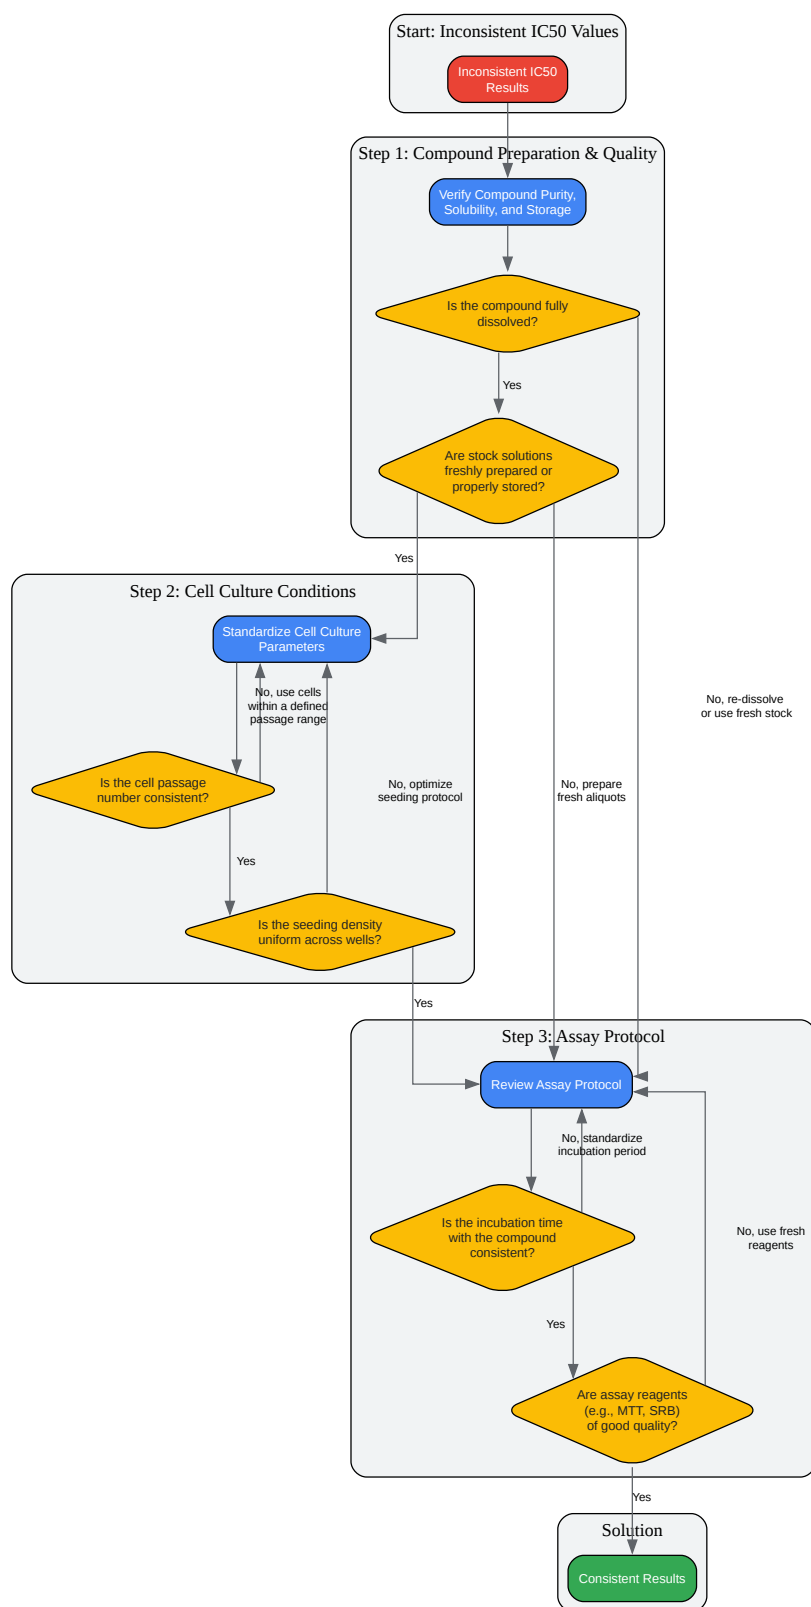 Start: Inconsistent IC50 Values
Inconsistent IC50
Results
Step 1: Compound Preparation & Quality
Verify Compound Purity,
Solubility, and Storage
Is the compound fully
dissolved?
Yes
Are stock solutions
freshly prepared or
properly stored?
Yes
Step 2: Cell Culture Conditions
Standardize Cell Culture
Parameters
No, use cells
within a defined
passage range
No, re-dissolve
or use fresh stock
Is the cell passage
number consistent?
No, optimize
seeding protocol
No, prepare
fresh aliquots
Yes
Is the seeding density
uniform across wells?
Yes
Step 3: Assay Protocol
Review Assay Protocol
No, standardize
incubation period
Is the incubation time
with the compound
consistent?
No, use fresh
reagents
Yes
Are assay reagents
(e.g., MTT, SRB)
of good quality?
Yes
Solution
Consistent Results